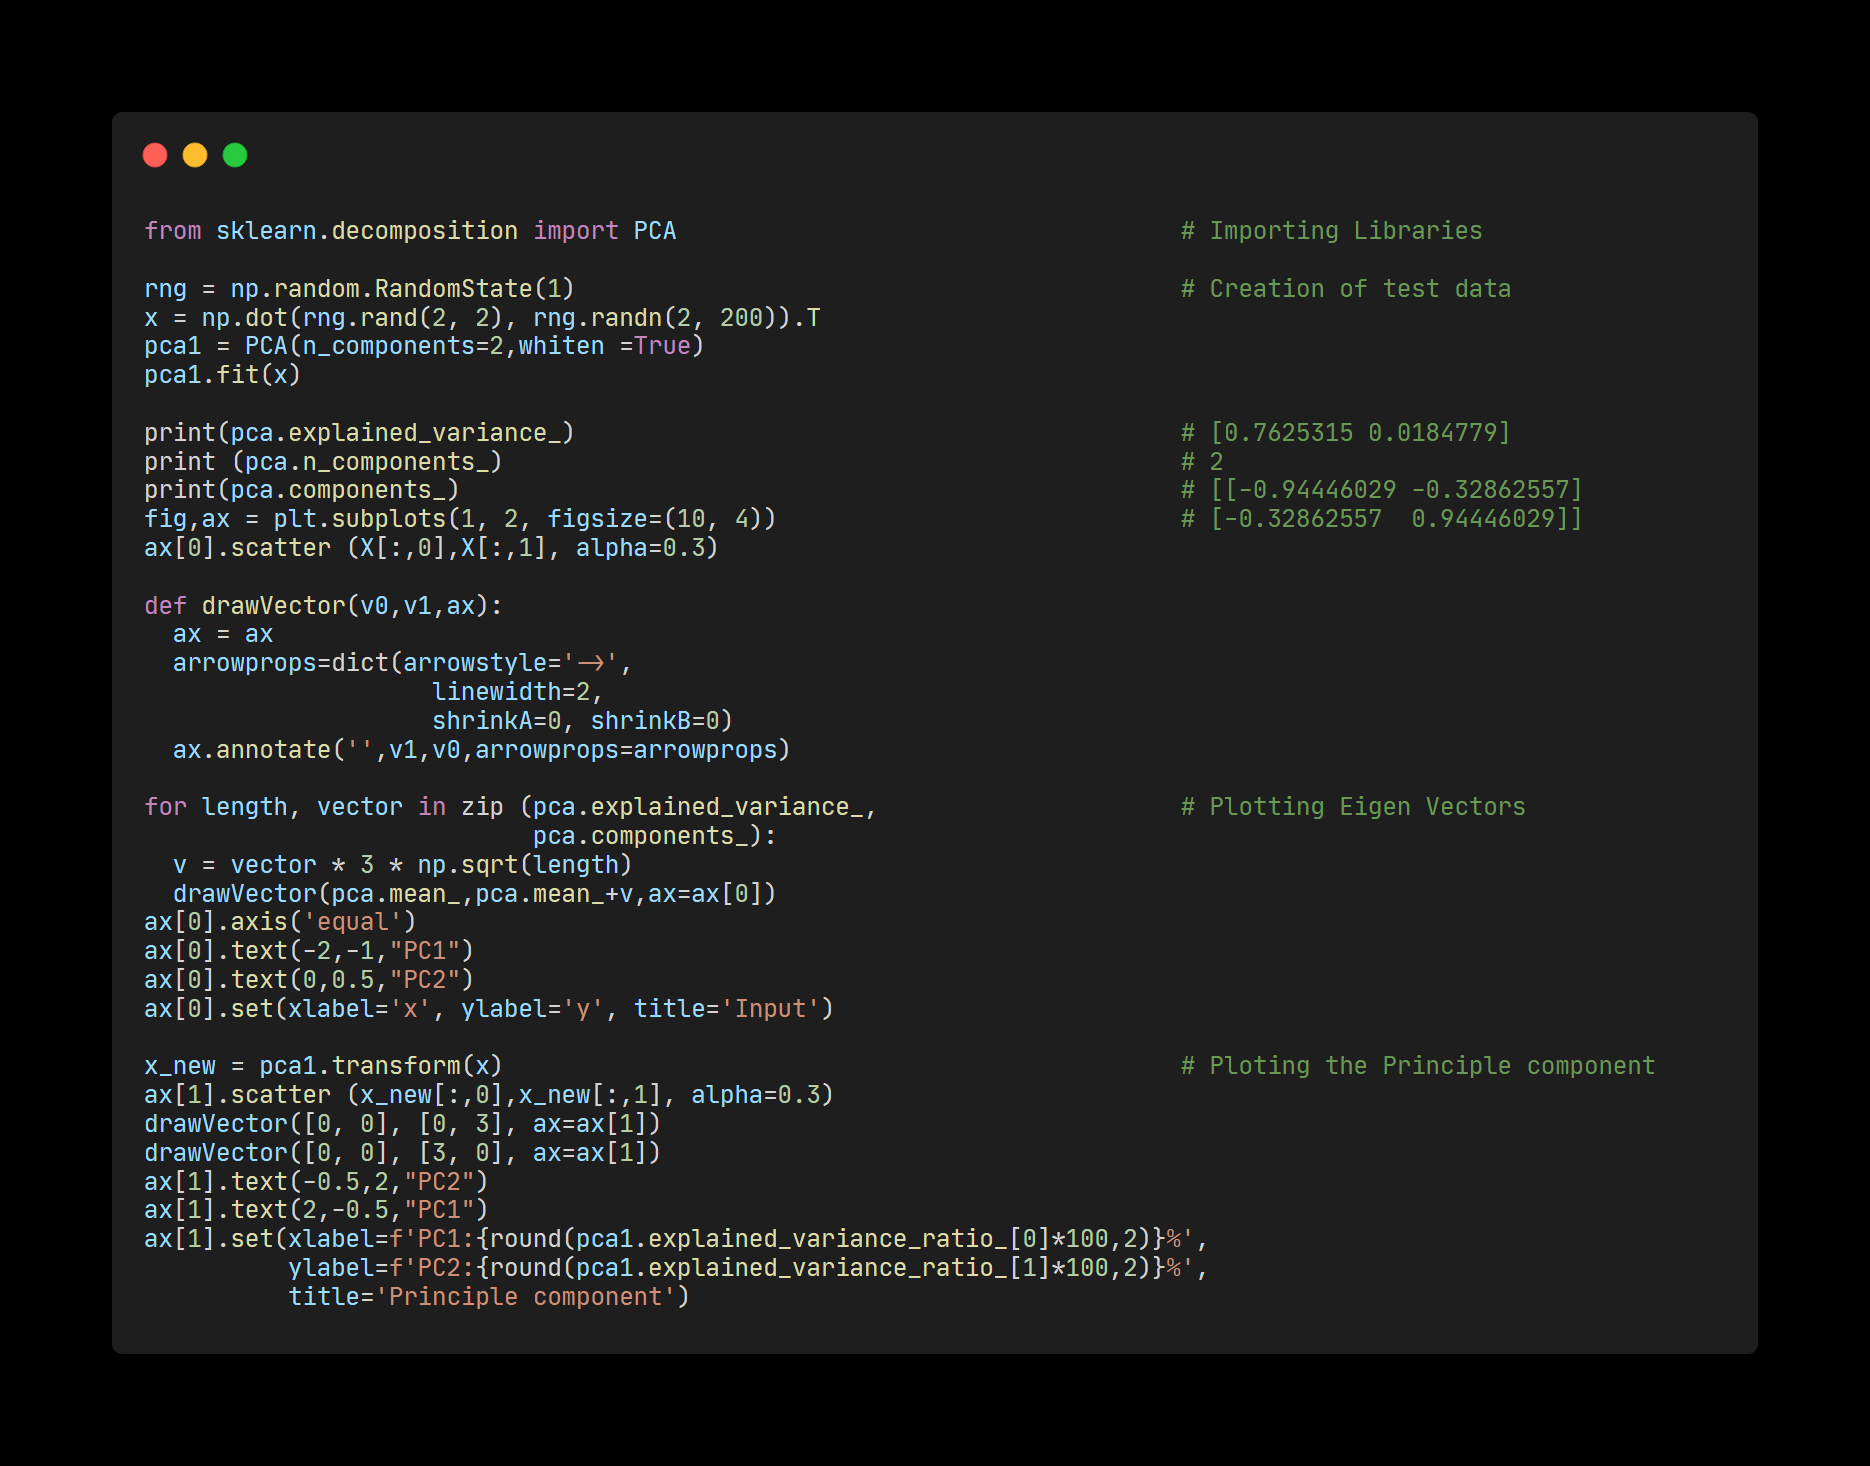 from sklearn.decomposition import PCA                                   # Importing Libraries

rng = np.random.RandomState(1)                                          # Creation of test data
x = np.dot(rng.rand(2, 2), rng.randn(2, 200)).T
pca1 = PCA(n_components=2,whiten =True)
pca1.fit(x)

print(pca.explained_variance_)                                          # [0.7625315 0.0184779]
print (pca.n_components_)                                               # 2
print(pca.components_)                                                  # [[-0.94446029 -0.32862557]
fig,ax = plt.subplots(1, 2, figsize=(10, 4))                            # [-0.32862557  0.94446029]]
ax[0].scatter (X[:,0],X[:,1], alpha=0.3)

def drawVector(v0,v1,ax):
  ax = ax
  arrowprops=dict(arrowstyle='->',
                    linewidth=2,
                    shrinkA=0, shrinkB=0)
  ax.annotate('',v1,v0,arrowprops=arrowprops)

for length, vector in zip (pca.explained_variance_,                     # Plotting Eigen Vectors
                           pca.components_):
  v = vector * 3 * np.sqrt(length)
  drawVector(pca.mean_,pca.mean_+v,ax=ax[0])
ax[0].axis('equal')
ax[0].text(-2,-1,"PC1")
ax[0].text(0,0.5,"PC2")
ax[0].set(xlabel='x', ylabel='y', title='Input')

x_new = pca1.transform(x)                                               # Ploting the Principle component
ax[1].scatter (x_new[:,0],x_new[:,1], alpha=0.3)
drawVector([0, 0], [0, 3], ax=ax[1])
drawVector([0, 0], [3, 0], ax=ax[1])
ax[1].text(-0.5,2,"PC2")
ax[1].text(2,-0.5,"PC1")
ax[1].set(xlabel=f'PC1:{round(pca1.explained_variance_ratio_[0]*100,2)}%',
          ylabel=f'PC2:{round(pca1.explained_variance_ratio_[1]*100,2)}%',
          title='Principle component')